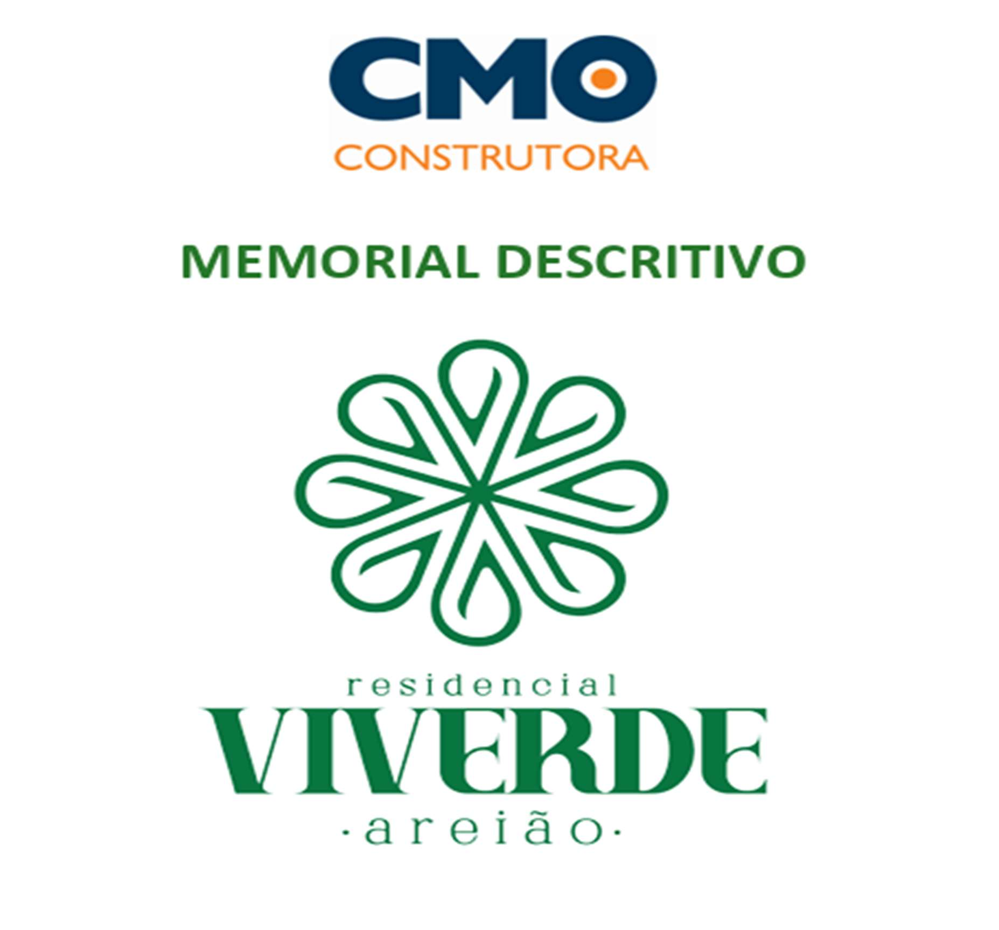 CMO
CONSTRUTORA
MEMORIAL DESCRITIVO
residencial
VIVERDE
·areião·